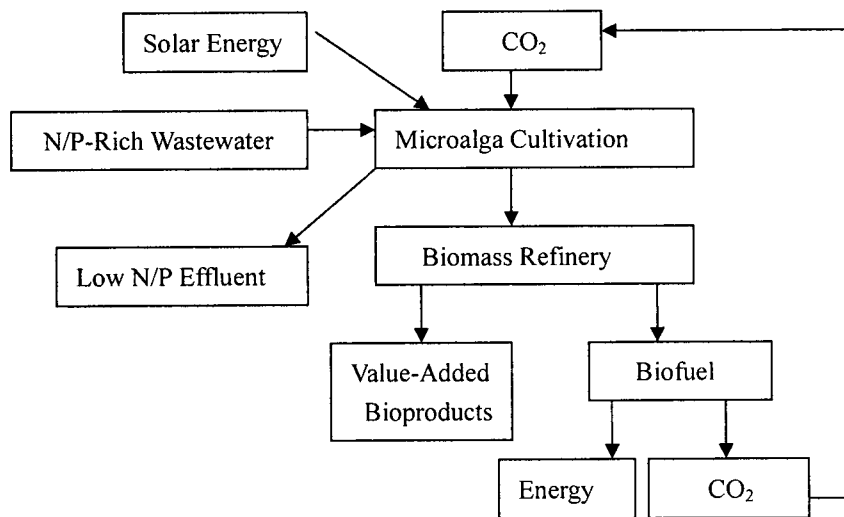 Solar Energy
CO₂
N/P-Rich Wastewater
Microalga Cultivation
Low N/P Effluent
Biomass Refinery
Value-Added
Bioproducts
Biofuel
Energy
CO₂